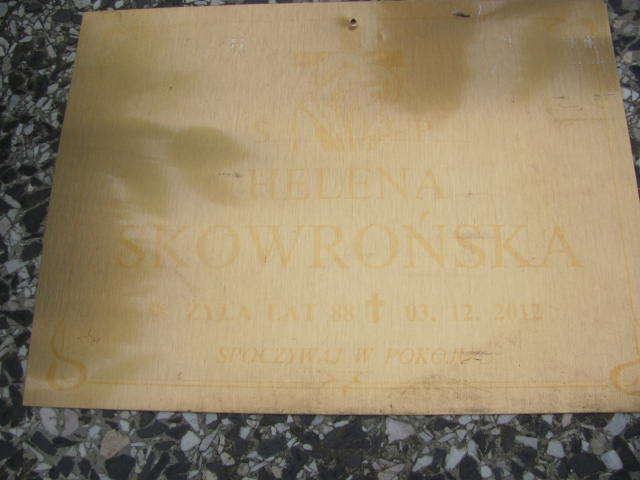 Ś P
HELENA
SKOWROŃSKA
ŻYŁA LAT 88 ✝ 03. 12. 2012
SPOCZYWAJ W POKOJU